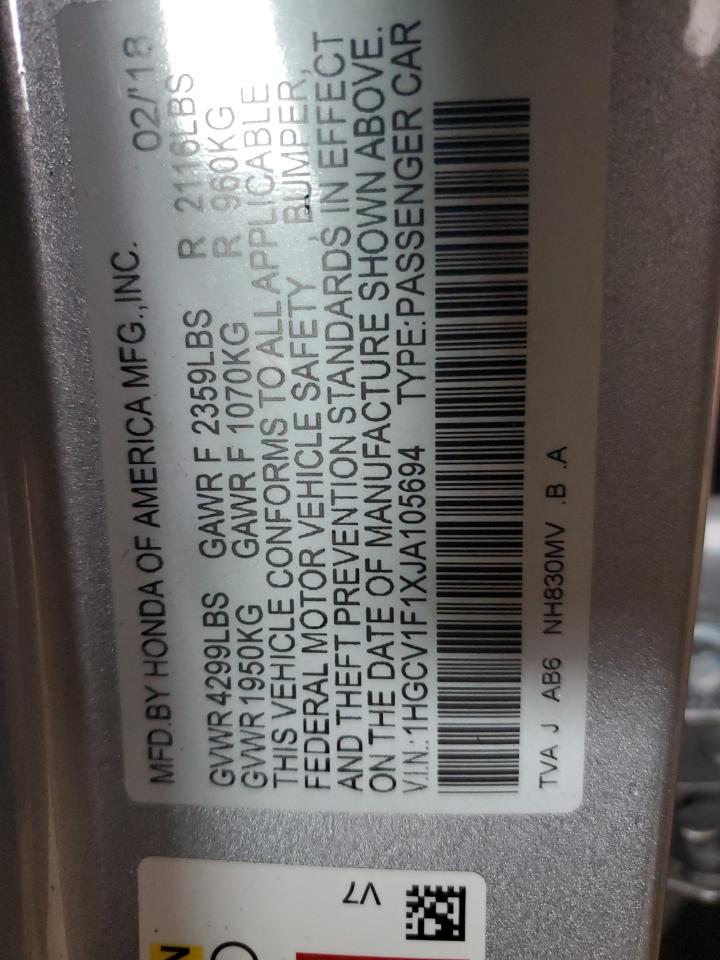 MFD.BY HONDA OF AMERICA MFG.,INC. 02/'18
GVWR 4299LBS GAWR F 2359LBS R 2116LBS
GVWR 1950KG GAWR F 1070KG R 960KG
THIS VEHICLE CONFORMS TO ALL APPLICABLE
FEDERAL MOTOR VEHICLE SAFETY , BUMPER,
AND THEFT PREVENTION STANDARDS IN EFFECT
ON THE DATE OF MANUFACTURE SHOWN ABOVE.
V.I.N.:1HGCV1F1XJA105694 TYPE:PASSENGER CAR
TVA J AB6 NH830MV .B .A
V7
N